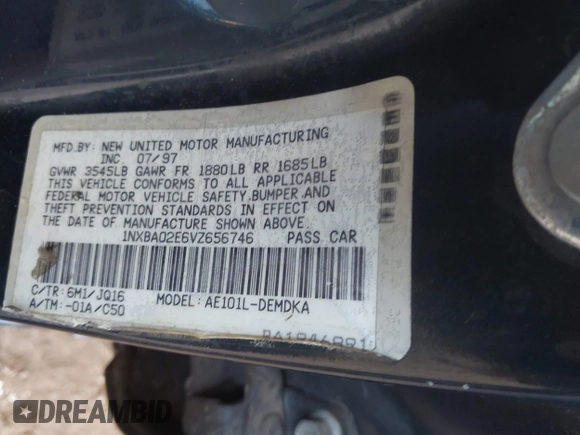 MFD.BY: NEW UNITED MOTOR MANUFACTURING
INC. 07/97
GVWR 3545LB GAWR FR 1880LB RR 1685LB
THIS VEHICLE CONFORMS TO ALL APPLICABLE
FEDERAL MOTOR VEHICLE SAFETY,BUMPER,AND
THEFT PREVENTION STANDARDS IN EFFECT ON
THE DATE OF MANUFACTURE SHOWN ABOVE.
1NXBA02E6VZ656746 PASS CAR
C/TR: 6M1/JQ16 MODEL: AE101L-DEMDKA
A/TM: -01A/C50
DREAMBID